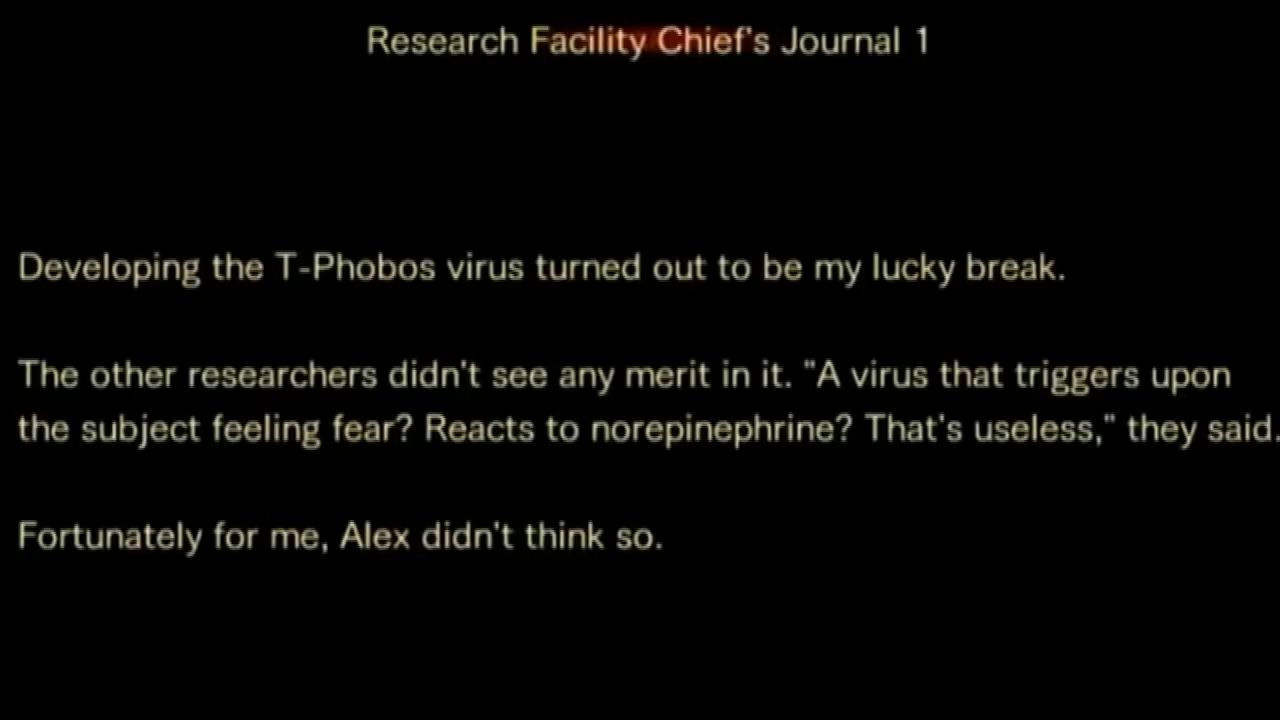 Research Facility Chief's Journal 1
Developing the T-Phobos virus turned out to be my lucky break.
The other researchers didn't see any merit in it. "A virus that triggers upon
the subject feeling fear? Reacts to norepinephrine? That's useless," they said.
Fortunately for me, Alex didn't think so.